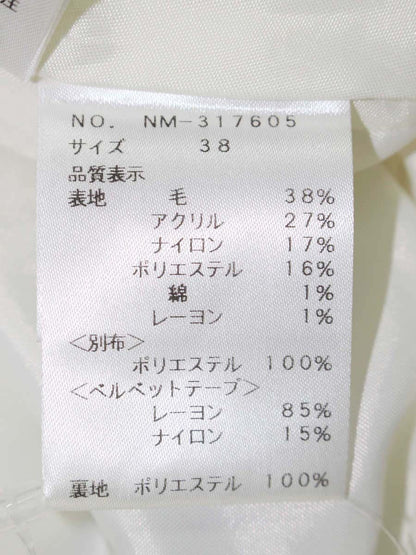 注
NO. NM-317605
サイズ 38
品質表示
表地 毛 38%
アクリル 27%
ナイロン 17%
ポリエステル 16%
綿 1%
レーヨン 1%
<別布>
ポリエステル 100%
<ベルベットテープ>
レーヨン 85%
ナイロン 15%
裏地 ポリエステル 100%